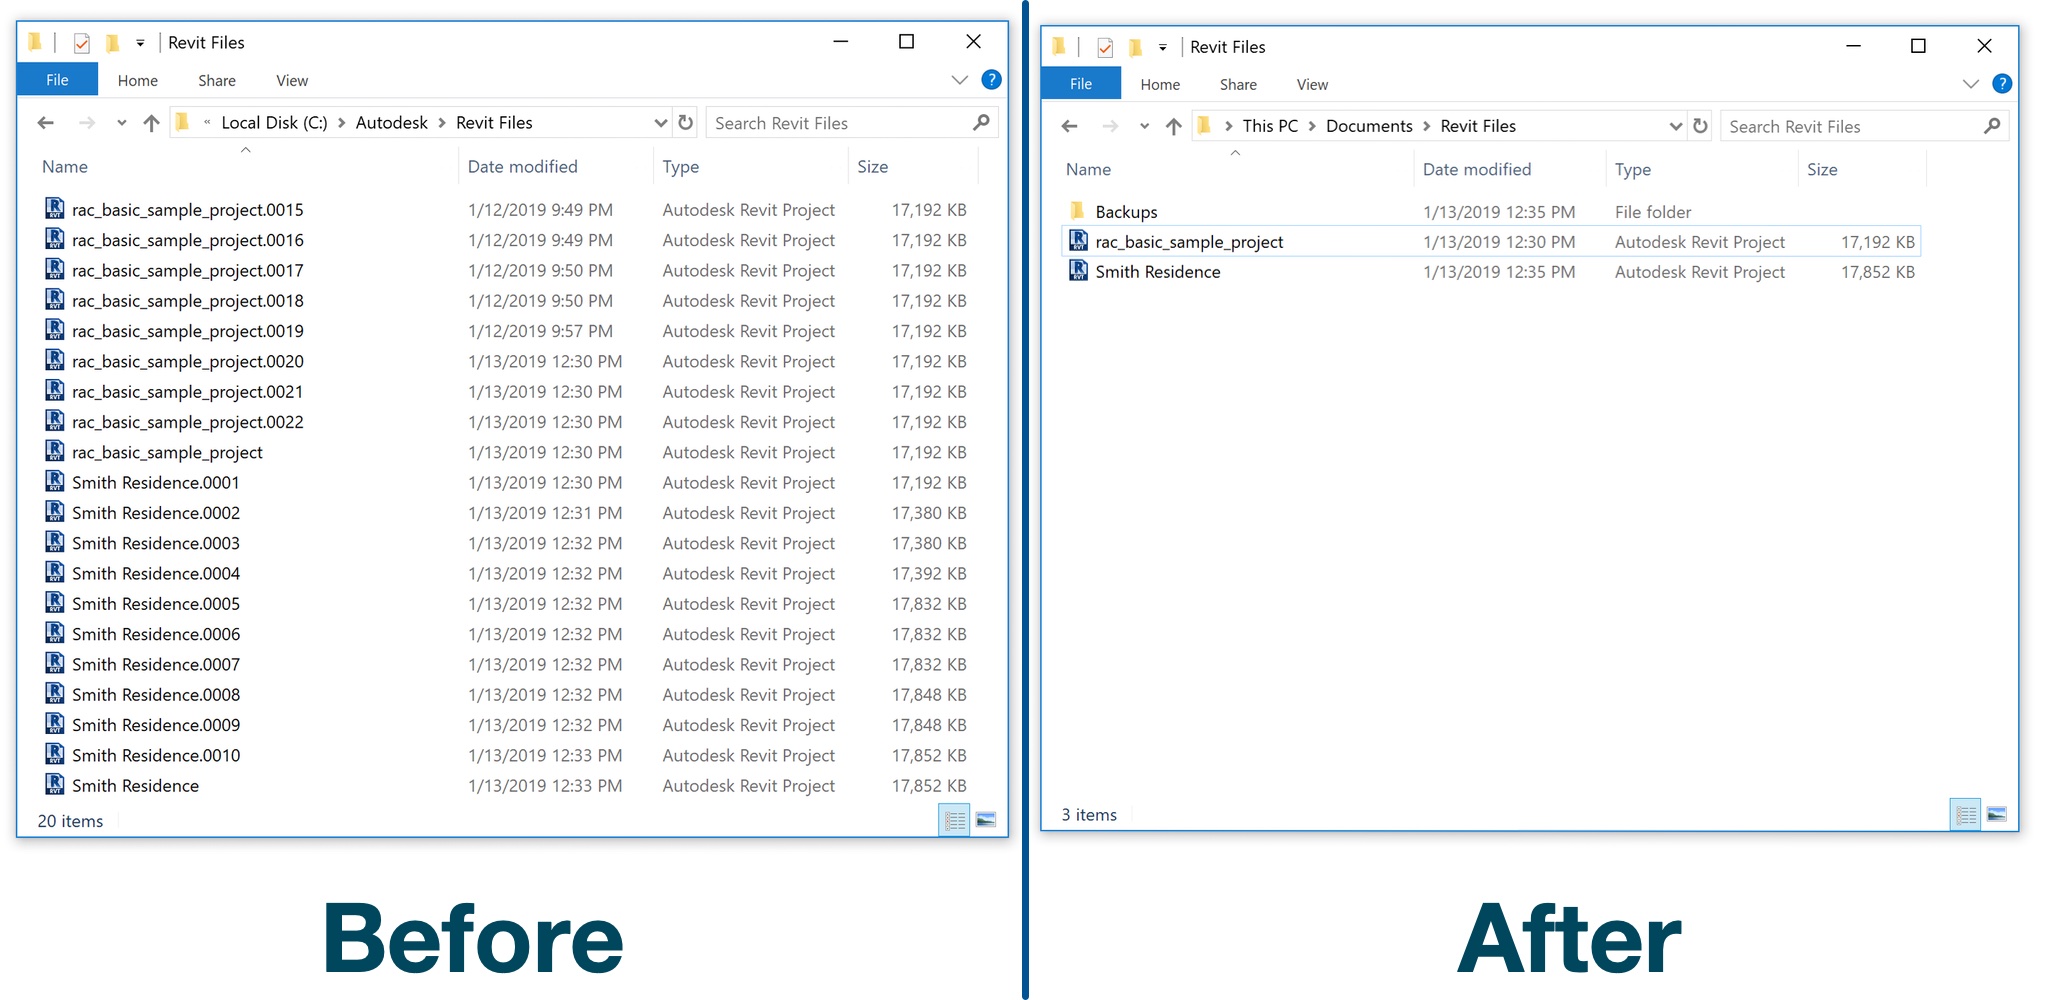 Revit Files
File Home Share View
« Local Disk (C:) > Autodesk > Revit Files Search Revit Files
Name Date modified Type Size
rac_basic_sample_project.0015 1/12/2019 9:49 PM Autodesk Revit Project 17,192 KB
rac_basic_sample_project.0016 1/12/2019 9:49 PM Autodesk Revit Project 17,192 KB
rac_basic_sample_project.0017 1/12/2019 9:50 PM Autodesk Revit Project 17,192 KB
rac_basic_sample_project.0018 1/12/2019 9:50 PM Autodesk Revit Project 17,192 KB
rac_basic_sample_project.0019 1/12/2019 9:57 PM Autodesk Revit Project 17,192 KB
rac_basic_sample_project.0020 1/13/2019 12:30 PM Autodesk Revit Project 17,192 KB
rac_basic_sample_project.0021 1/13/2019 12:30 PM Autodesk Revit Project 17,192 KB
rac_basic_sample_project.0022 1/13/2019 12:30 PM Autodesk Revit Project 17,192 KB
rac_basic_sample_project 1/13/2019 12:30 PM Autodesk Revit Project 17,192 KB
Smith Residence.0001 1/13/2019 12:30 PM Autodesk Revit Project 17,192 KB
Smith Residence.0002 1/13/2019 12:31 PM Autodesk Revit Project 17,380 KB
Smith Residence.0003 1/13/2019 12:32 PM Autodesk Revit Project 17,380 KB
Smith Residence.0004 1/13/2019 12:32 PM Autodesk Revit Project 17,392 KB
Smith Residence.0005 1/13/2019 12:32 PM Autodesk Revit Project 17,832 KB
Smith Residence.0006 1/13/2019 12:32 PM Autodesk Revit Project 17,832 KB
Smith Residence.0007 1/13/2019 12:32 PM Autodesk Revit Project 17,832 KB
Smith Residence.0008 1/13/2019 12:32 PM Autodesk Revit Project 17,848 KB
Smith Residence.0009 1/13/2019 12:32 PM Autodesk Revit Project 17,848 KB
Smith Residence.0010 1/13/2019 12:33 PM Autodesk Revit Project 17,852 KB
Smith Residence 1/13/2019 12:33 PM Autodesk Revit Project 17,852 KB
20 items
Before
Revit Files
File Home Share View
> This PC > Documents > Revit Files Search Revit Files
Name Date modified Type Size
Backups 1/13/2019 12:35 PM File folder
rac_basic_sample_project 1/13/2019 12:30 PM Autodesk Revit Project 17,192 KB
Smith Residence 1/13/2019 12:35 PM Autodesk Revit Project 17,852 KB
3 items
After